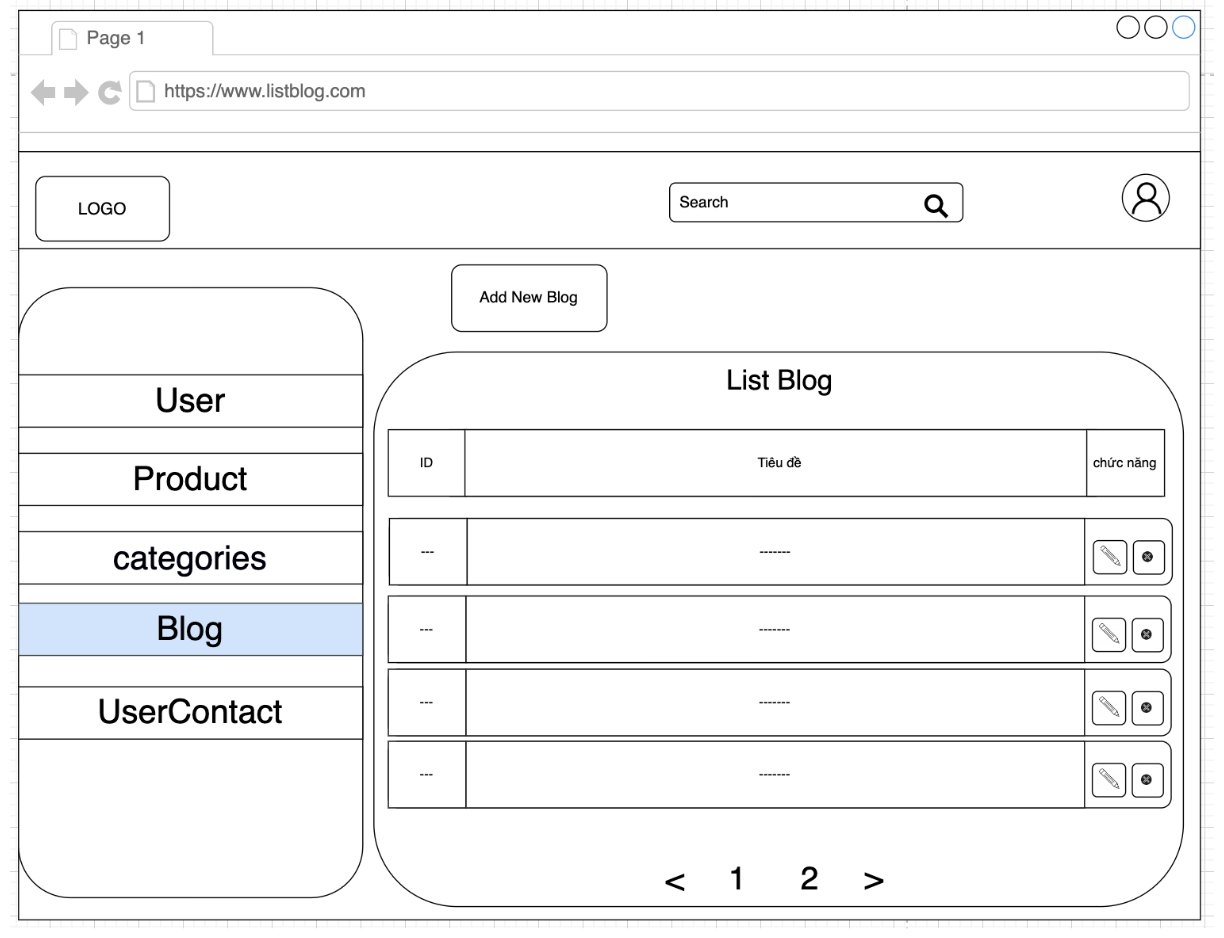 Page 1
https://www.listblog.com
LOGO
Search
Add New Blog
User
Product
categories
Blog
UserContact
List Blog
ID Tiêu đề chức năng
--- -------
--- -------
--- -------
--- -------
< 1 2 >